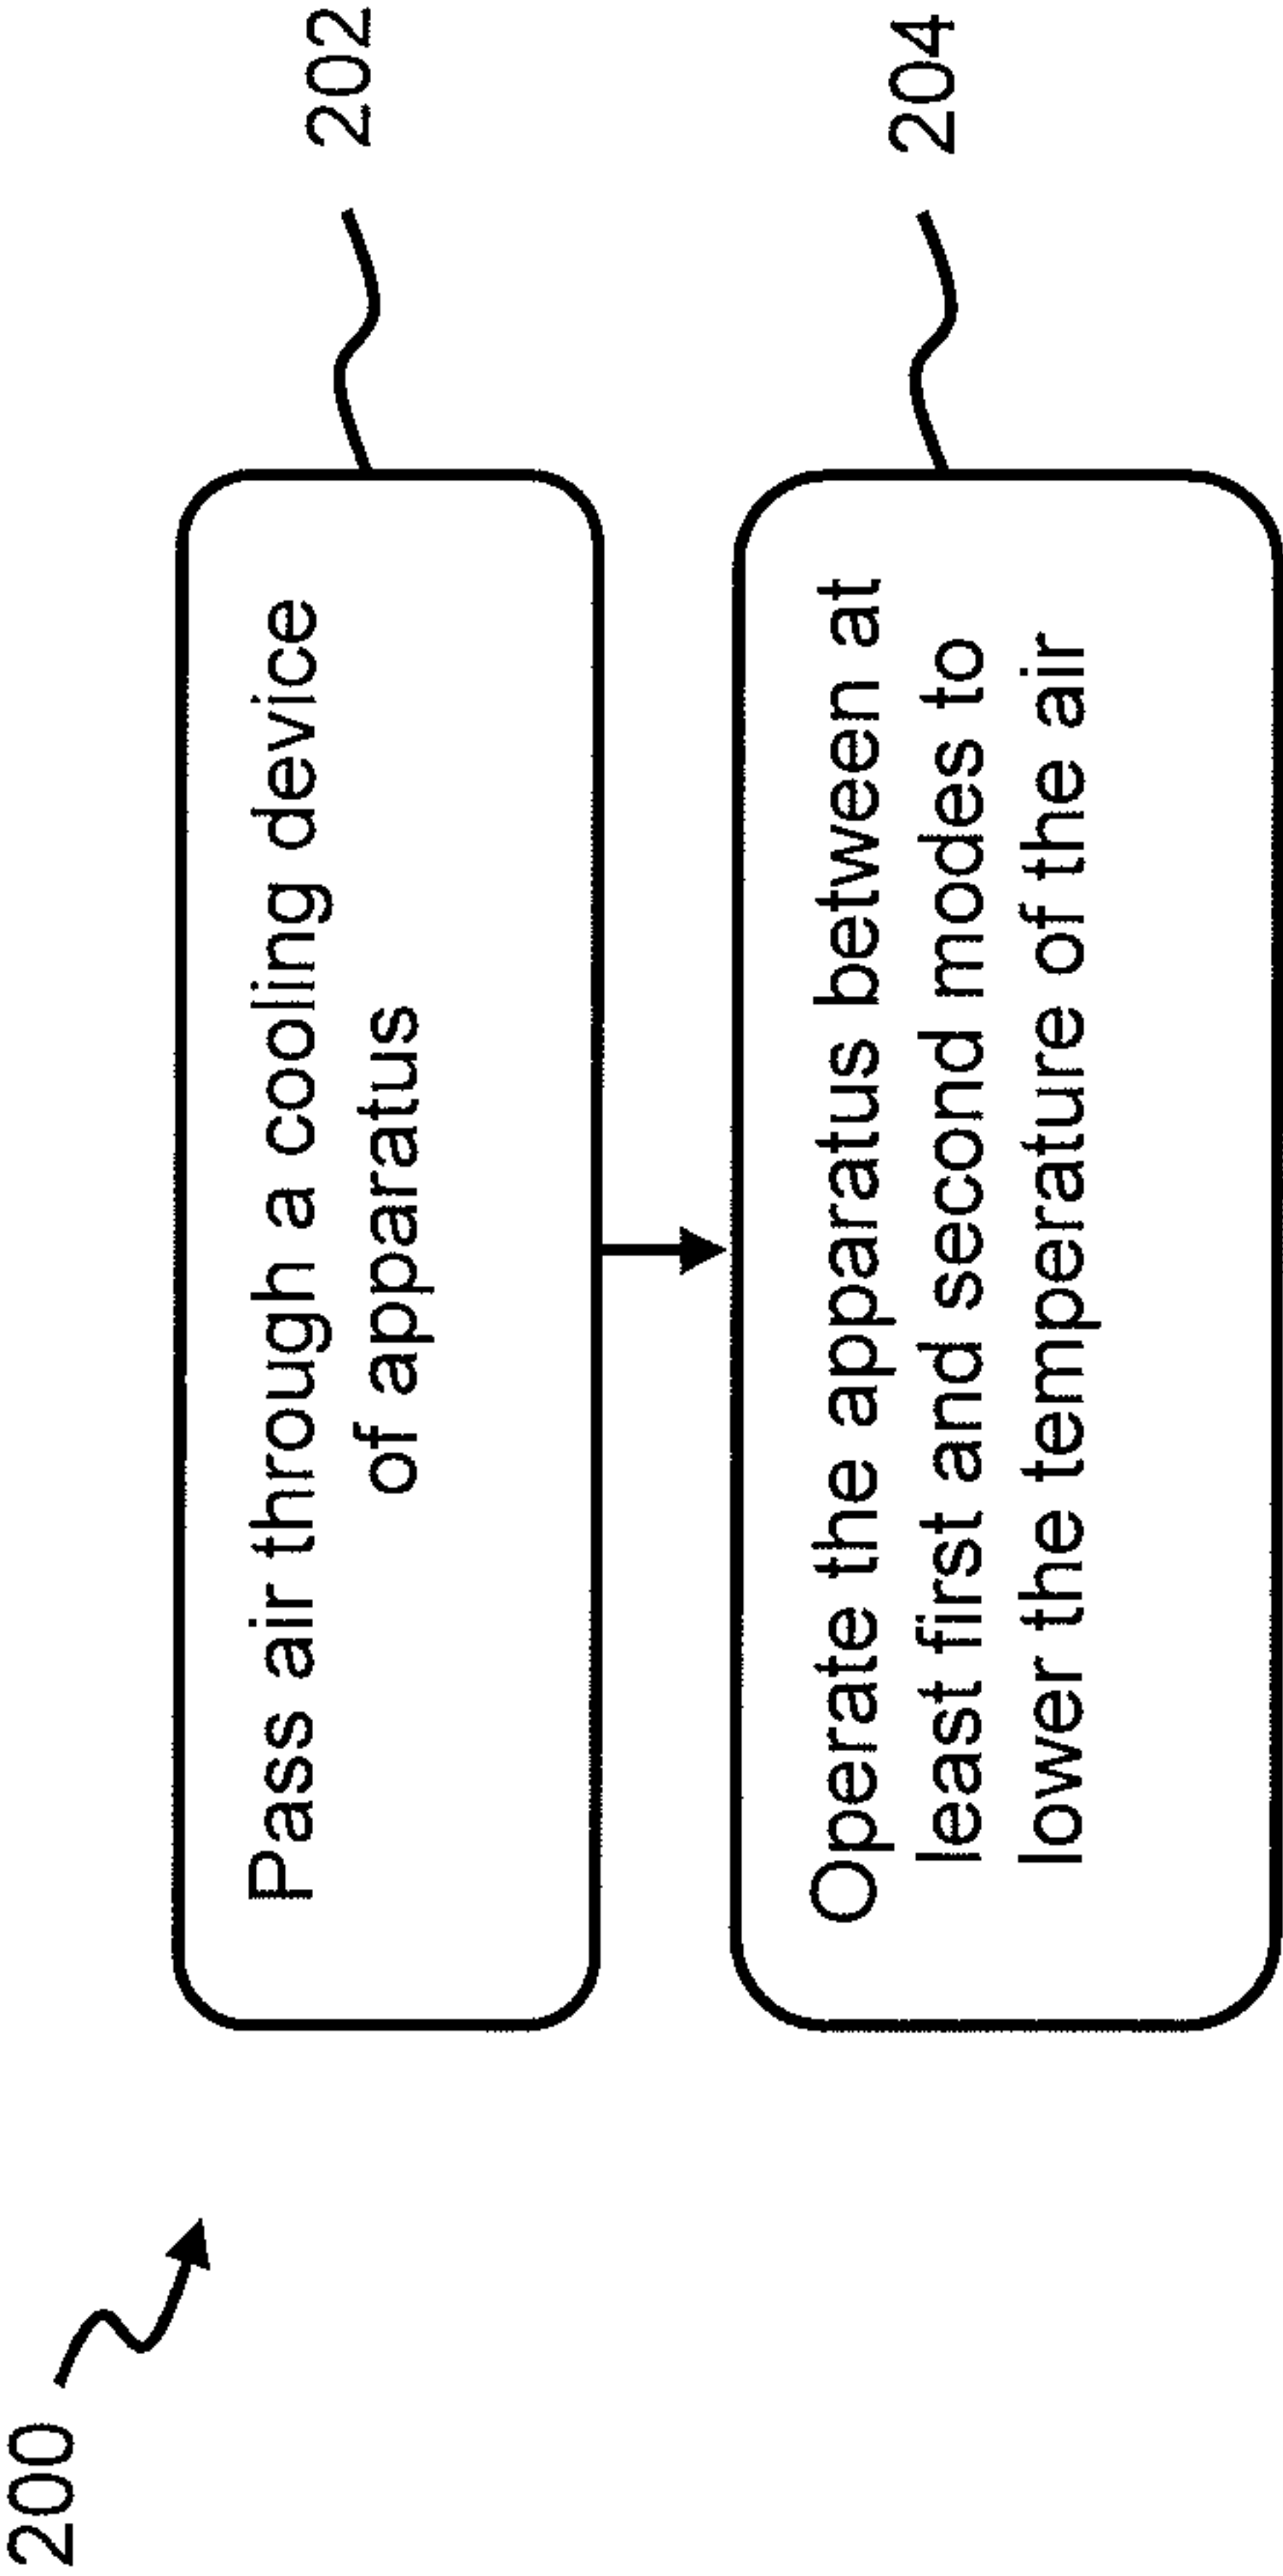 200
Pass air through a cooling device
of apparatus
202
Operate the apparatus between at
least first and second modes to
lower the temperature of the air
204